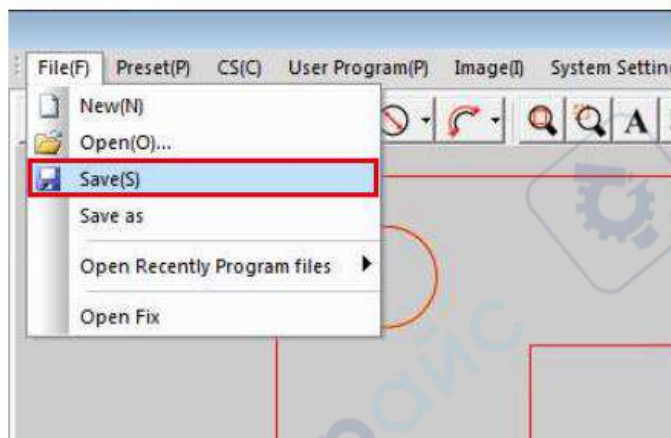 File(F) Preset(P) CS(C) User Program(P) Image(I) System Settin
New(N)
Open(O)...
A
Save(S)
Save as
Open Recently Program files
Open Fix
райс